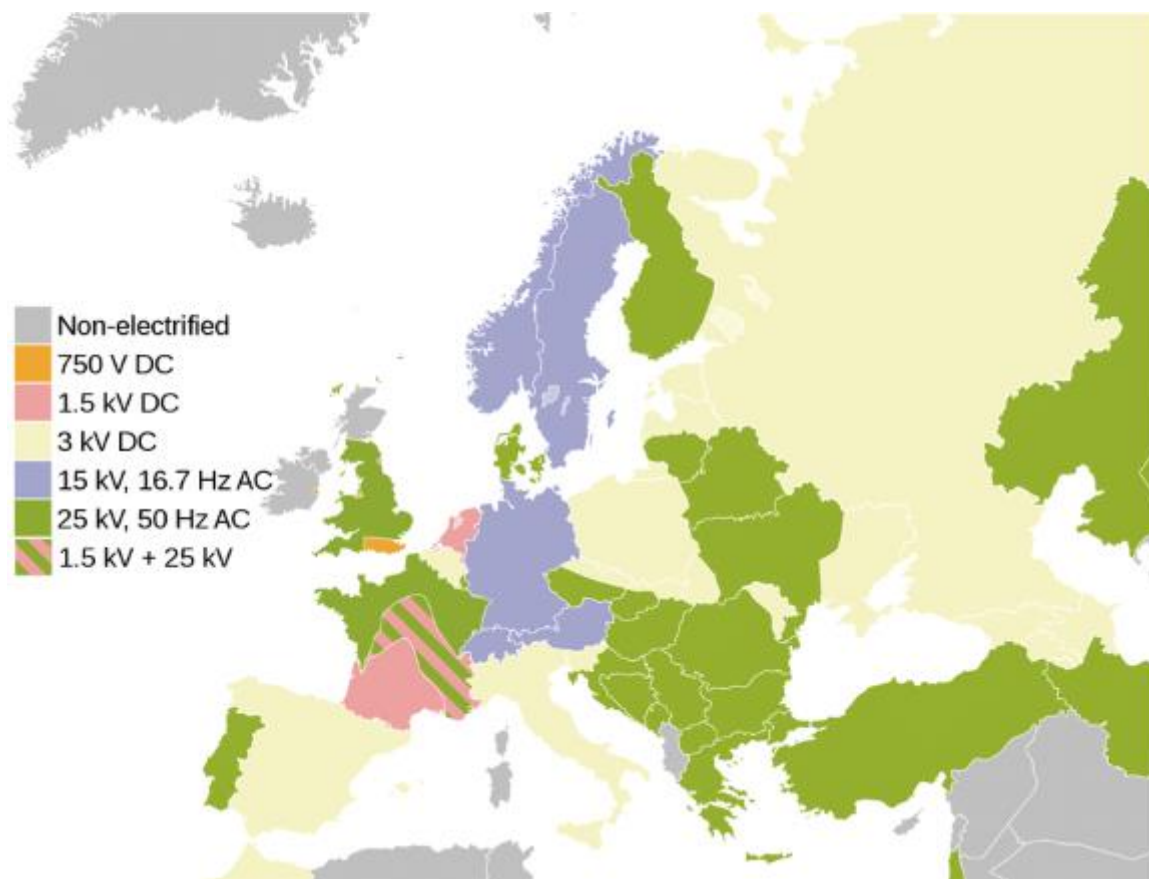 Non-electrified
750 V DC
1.5 kV DC
3 kV DC
15 kV, 16.7 Hz AC
25 kV, 50 Hz AC
1.5 kV + 25 kV